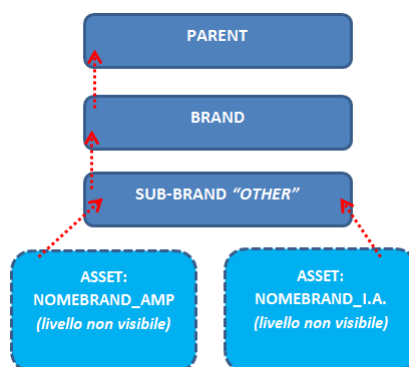 PARENT
BRAND
SUB-BRAND “OTHER”
ASSET:
NOMEBRAND_AMP
(livello non visibile)
ASSET:
NOMEBRAND_I.A.
(livello non visibile)